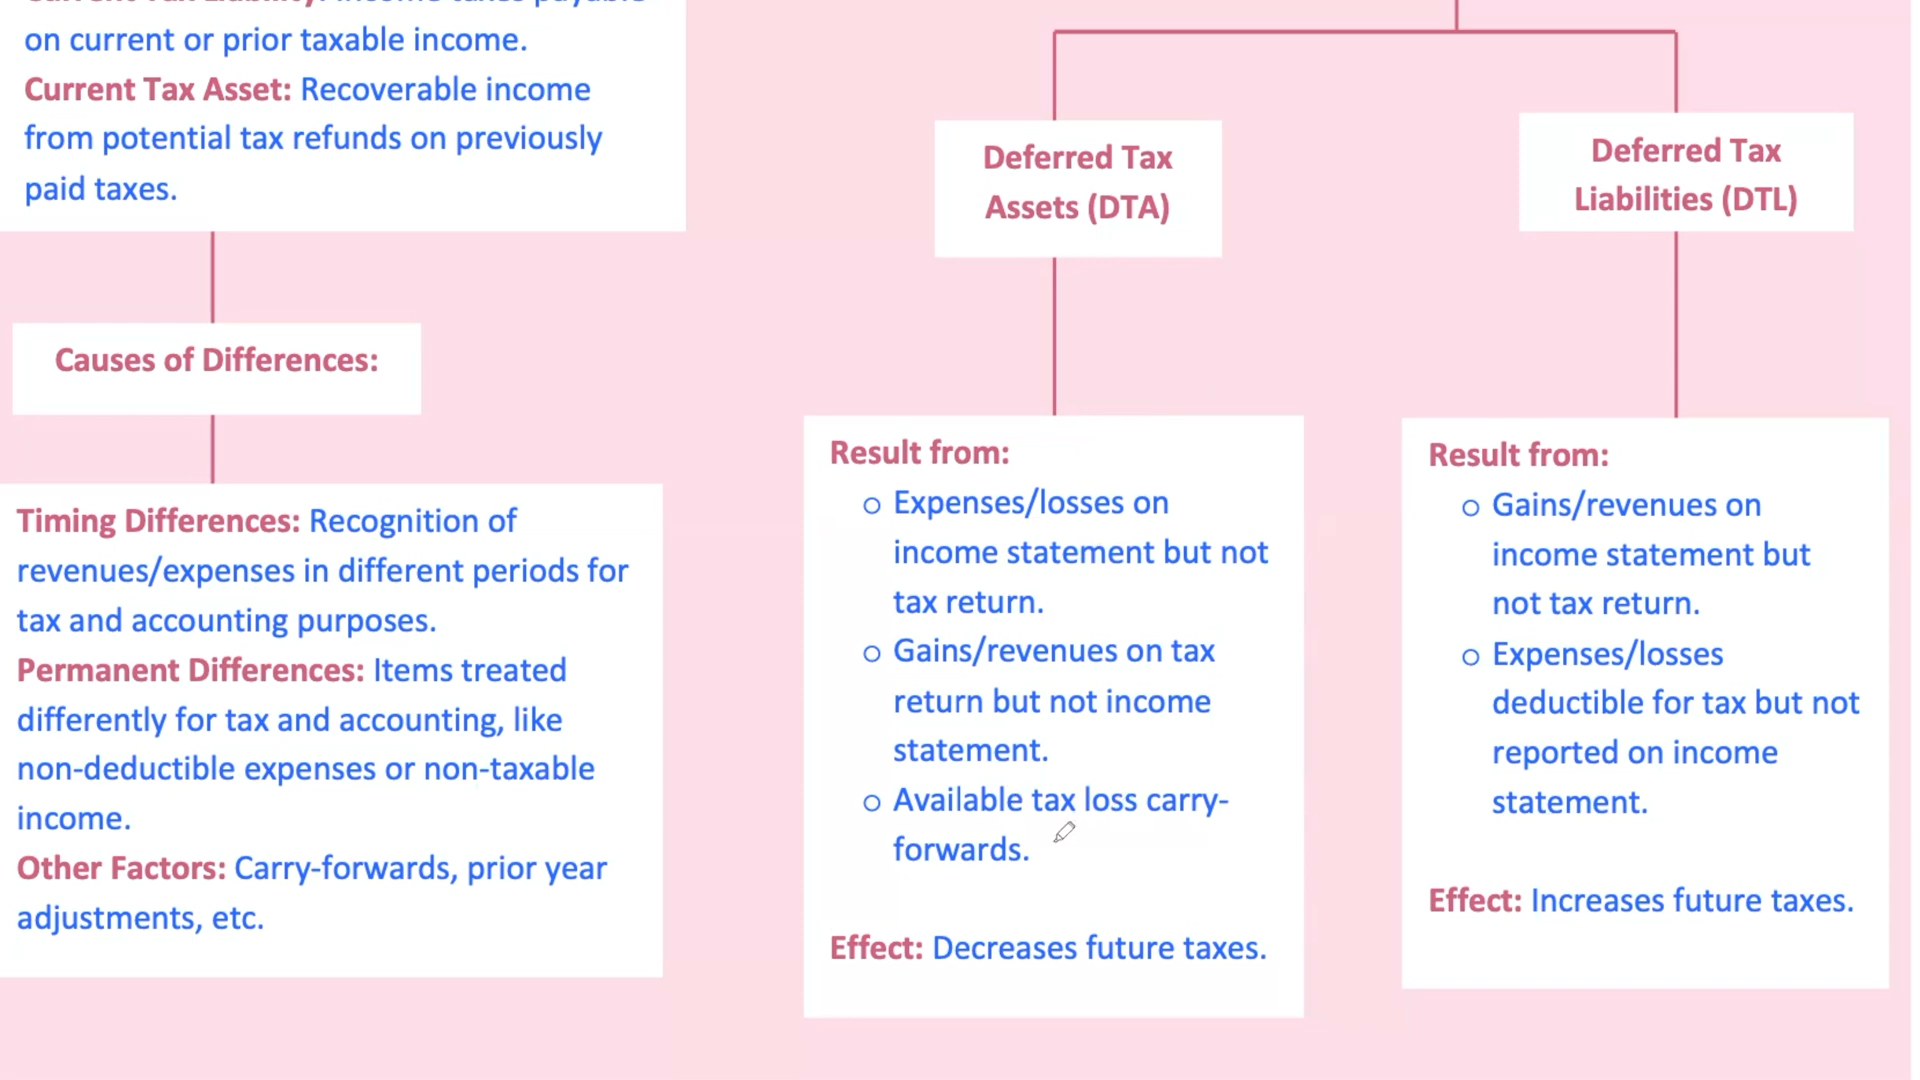 on current or prior taxable income.
Current Tax Asset: Recoverable income
from potential tax refunds on previously
paid taxes.
Causes of Differences:
Timing Differences: Recognition of
revenues/expenses in different periods for
tax and accounting purposes.
Permanent Differences: Items treated
differently for tax and accounting, like
non-deductible expenses or non-taxable
income.
Other Factors: Carry-forwards, prior year
adjustments, etc.
Deferred Tax
Assets (DTA)
Result from:
o Expenses/losses on
income statement but not
tax return.
o Gains/revenues on tax
return but not income
statement.
o Available tax loss carry-
forwards.
Effect: Decreases future taxes.
Deferred Tax
Liabilities (DTL)
Result from:
o Gains/revenues on
income statement but
not tax return.
o Expenses/losses
deductible for tax but not
reported on income
statement.
Effect: Increases future taxes.